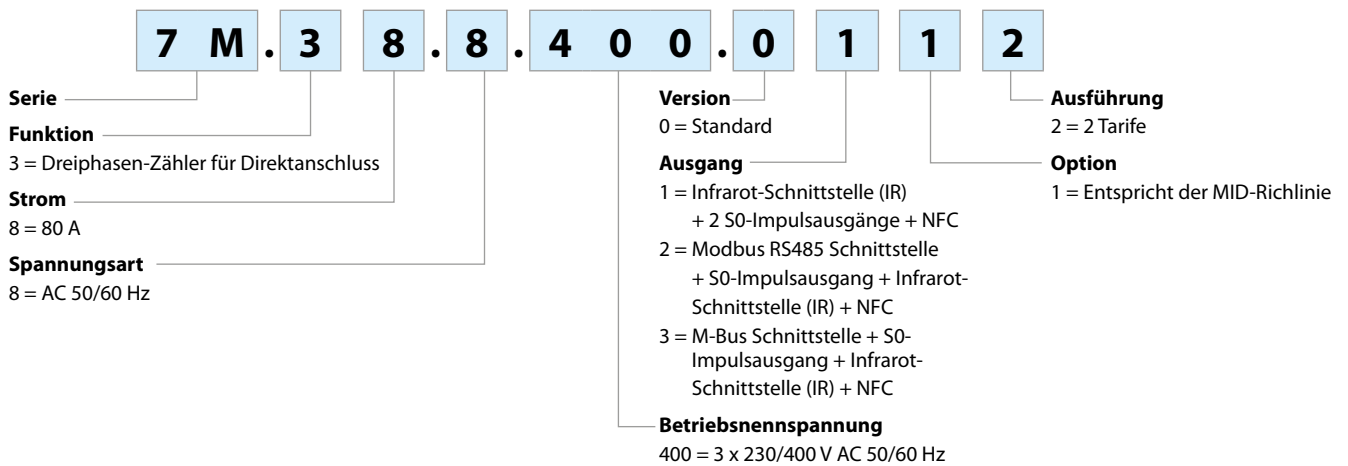 7 M . 3 8 . 8 . 4 0 0 . 0 1 1 2
Serie
Funktion
3 = Dreiphasen-Zähler für Direktanschluss
Strom
8 = 80 A
Spannungsart
8 = AC 50/60 Hz
Version
0 = Standard
Ausgang
1 = Infrarot-Schnittstelle (IR)
+ 2 S0-Impulsausgänge + NFC
2 = Modbus RS485 Schnittstelle
+ S0-Impulsausgang + Infrarot-
Schnittstelle (IR) + NFC
3 = M-Bus Schnittstelle + S0-
Impulsausgang + Infrarot-
Schnittstelle (IR) + NFC
Betriebsnennspannung
400 = 3 x 230/400 V AC 50/60 Hz
Ausführung
2 = 2 Tarife
Option
1 = Entspricht der MID-Richlinie